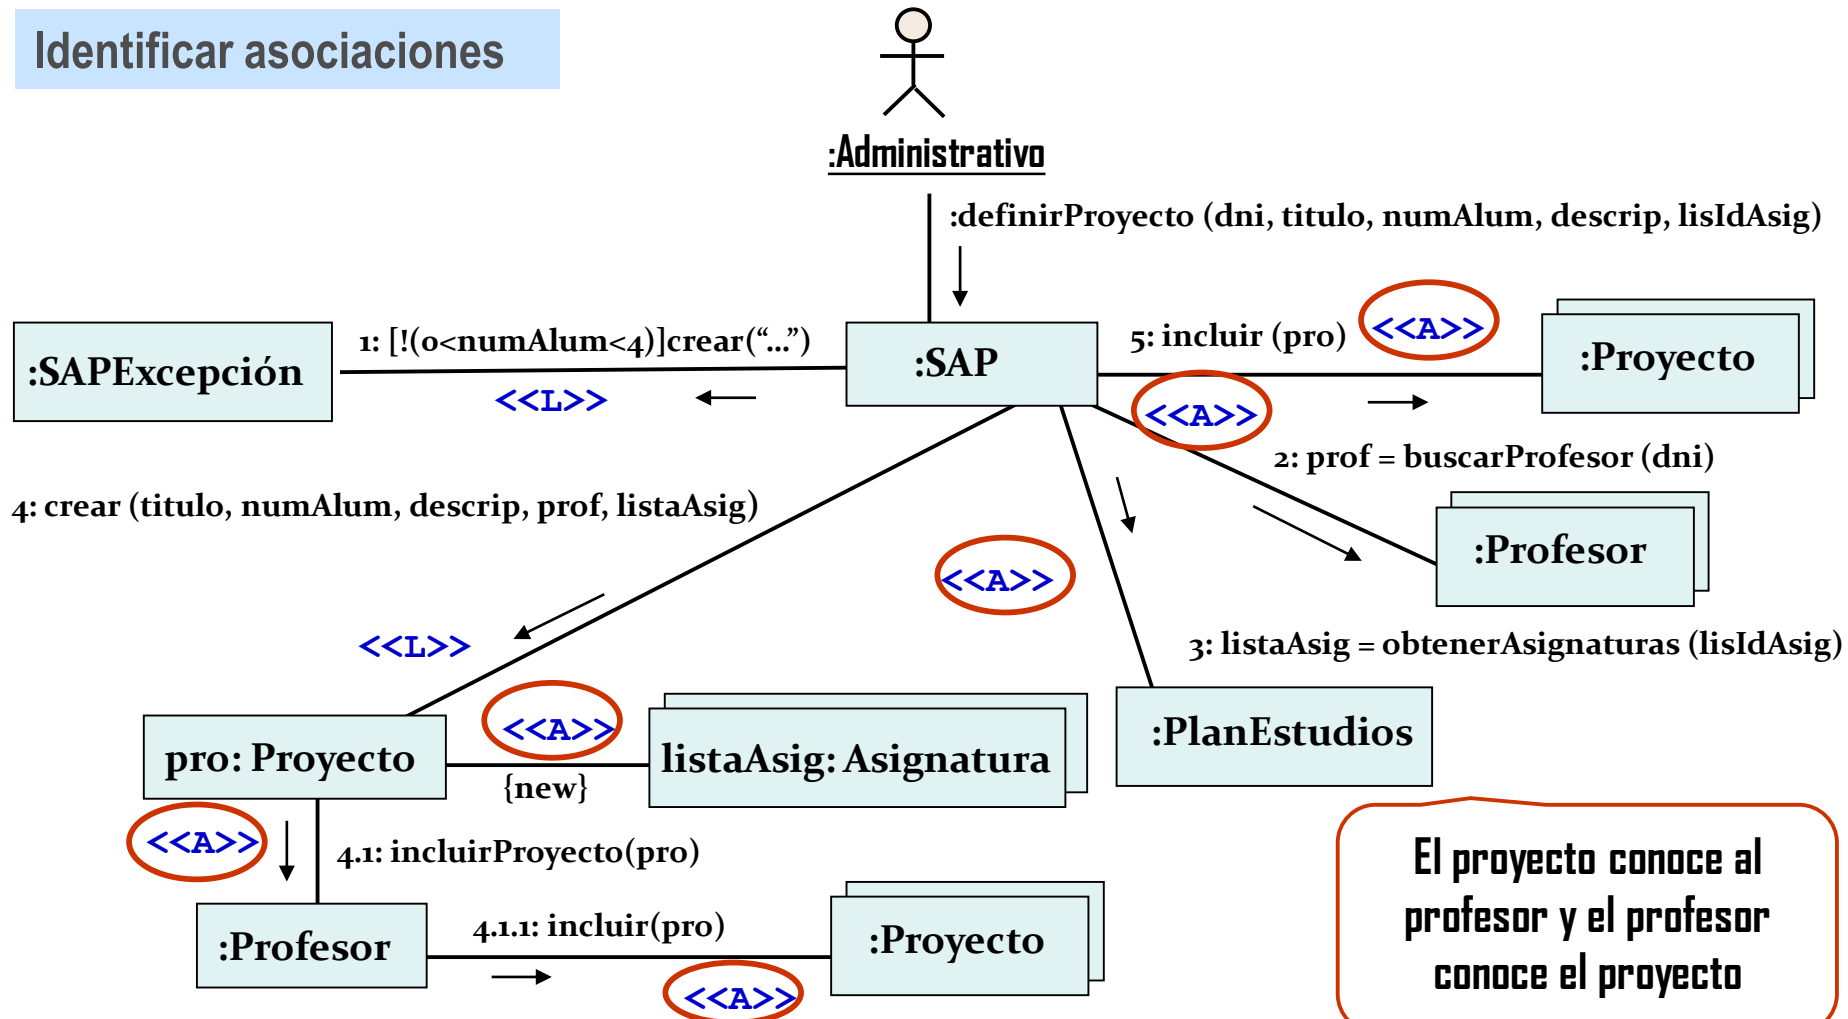 Identificar asociaciones
:Administrativo
:definirProyecto (dni, titulo, numAlum, descrip, lisIdAsig)
:SAPExcepción
1: [!(0<numAlum<4)]crear(“...”)
<<L>>
:SAP
5: incluir (pro)
<<A>>
:Proyecto
<<A>>
2: prof = buscarProfesor (dni)
:Profesor
4: crear (titulo, numAlum, descrip, prof, listaAsig)
<<A>>
<<L>>
3: listaAsig = obtenerAsignaturas (lisIdAsig)
:PlanEstudios
pro: Proyecto
<<A>>
{new}
listaAsig: Asignatura
<<A>>
4.1: incluirProyecto(pro)
:Profesor
4.1.1: incluir(pro)
<<A>>
:Proyecto
El proyecto conoce al
profesor y el profesor
conoce el proyecto